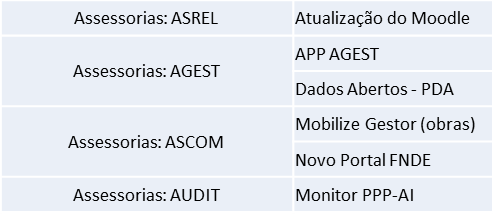 Assessorias: ASREL Atualização do Moodle
Assessorias: AGEST APP AGEST
Dados Abertos - PDA
Assessorias: ASCOM Mobilize Gestor (obras)
Novo Portal FNDE
Assessorias: AUDIT Monitor PPP-AI